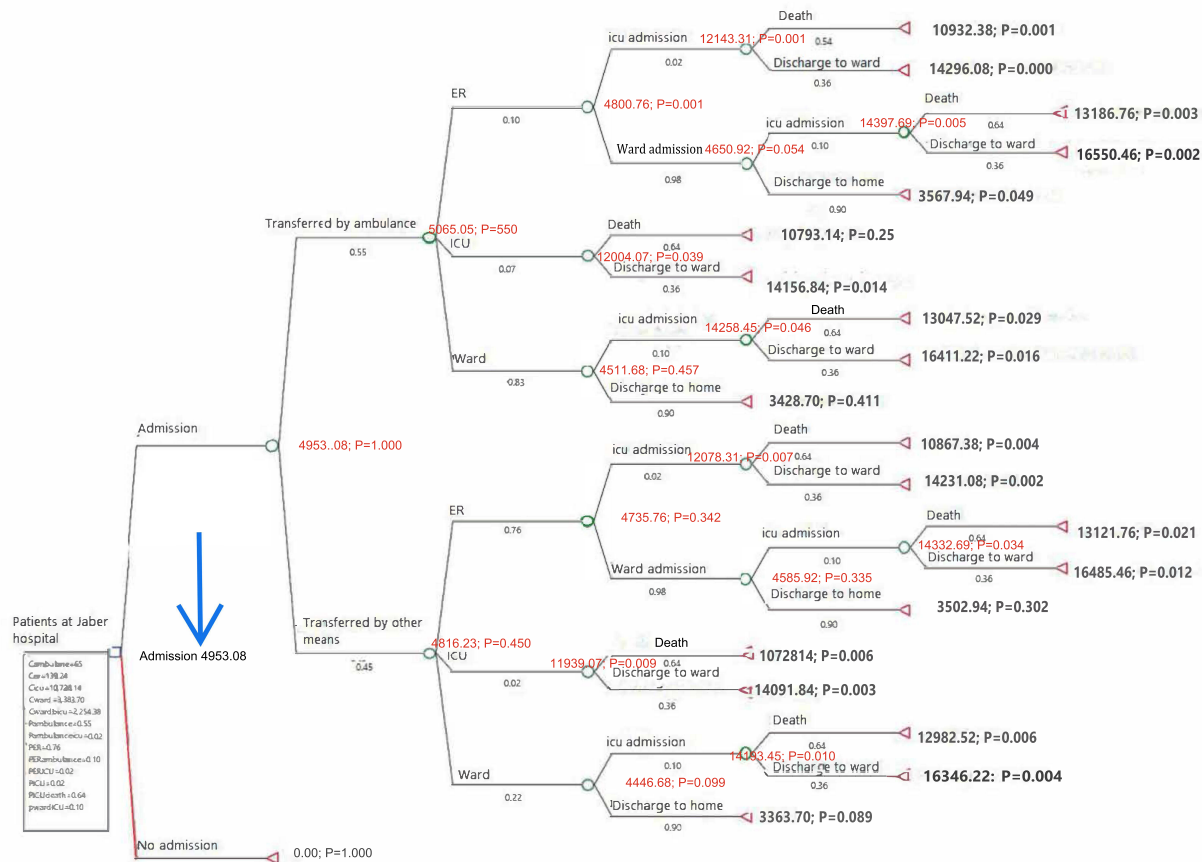 Death
10932.38; P=0.001
icu admission
12143.31; P=0.001
0.54
0.02
Discharge to ward
14296.08; P=0.000
0.36
ER
4800.76; P=0.001
0.10
Death
13186.76; P=0.003
icu admission
14397.69; P=0.005
0.64
0.10
Discharge to ward
16550.46; P=0.002
0.36
Ward admission
4650.92; P=0.054
0.98
Discharge to home
3567.94; P=0.049
0.90
Transferred by ambulance
5065.05; P=550
0.55
ICU
0.07
Death
10793.14; P=0.25
0.64
12004.07; P=0.039
Discharge to ward
14156.84; P=0.014
0.36
icu admission
14258.45; P=0.046
0.10
Death
13047.52; P=0.029
0.64
Discharge to ward
16411.22; P=0.016
0.36
Ward
4511.68; P=0.457
0.83
Discharge to home
3428.70; P=0.411
0.90
Admission
4953..08; P=1.000
Death
10867.38; P=0.004
icu admission
12078.31; P=0.007
0.64
0.02
Discharge to ward
14231.08; P=0.002
0.36
ER
4735.76; P=0.342
0.76
Death
13121.76; P=0.021
icu admission
0.64
14332.69; P=0.034
0.10
Discharge to ward
16485.46; P=0.012
0.36
Ward admission
4585.92; P=0.335
0.98
Discharge to home
3502.94; P=0.302
0.90
Patients at Jaber
hospital
Admission 4953.08
Transferred by other
means
4816.23; P=0.450
0.45
ICU
0.02
Death
1072814; P=0.006
11939.07; P=0.009
0.64
Discharge to ward
14091.84; P=0.003
0.36
Cambulane=65
Cer=139.24
Cicu=10,728.14
Cward=3,383.70
Cwardbicu=2,254.38
Pambulance=0.55
Pambulanceicu=0.02
PER=0.76
PERambulance=0.10
PERICU=0.02
PICU=0.02
PICUdeath=0.64
pwardICU=0.10
icu admission
0.10
Death
12982.52; P=0.006
0.64
14193.45; P=0.010
Discharge to ward
16346.22: P=0.004
0.36
Ward
4446.68; P=0.099
0.22
Discharge to home
3363.70; P=0.089
0.90
No admission
0.00; P=1.000